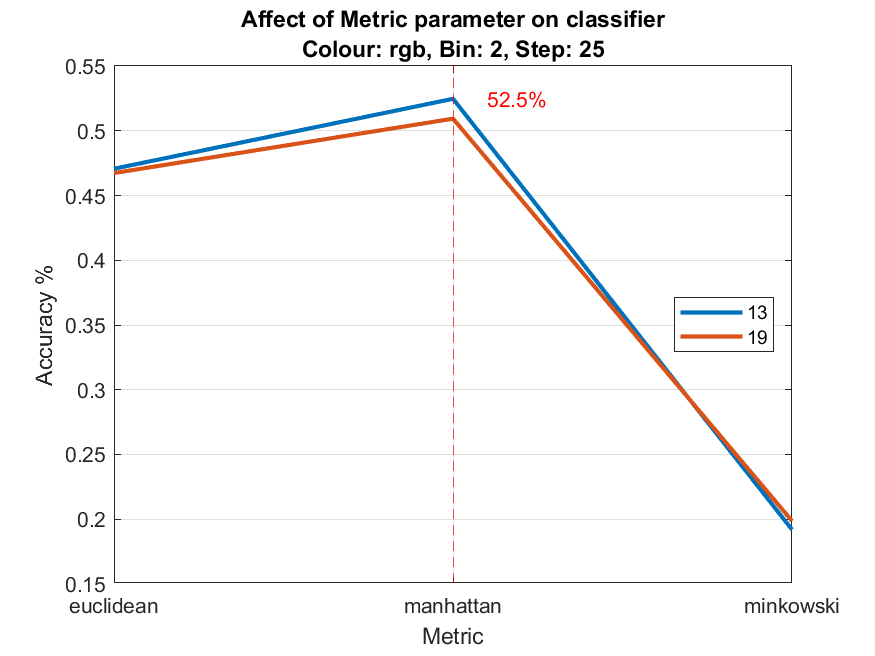 Affect of Metric parameter on classifier
Colour: rgb, Bin: 2, Step: 25
0.55
52.5%
0.5
0.45
0.4
Accuracy %
0.35
13
19
0.3
0.25
0.2
0.15
euclidean
manhattan
minkowski
Metric